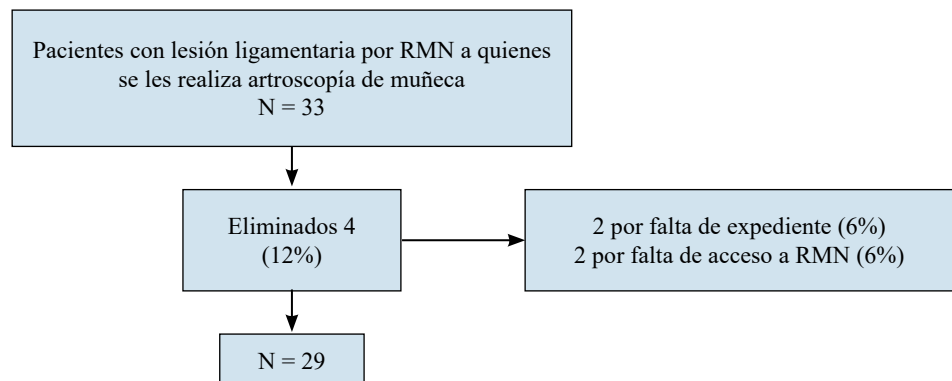 Pacientes con lesión ligamentaria por RMN a quienes
se les realiza artroscopía de muñeca
N = 33
Eliminados 4
(12%)
2 por falta de expediente (6%)
2 por falta de acceso a RMN (6%)
N = 29